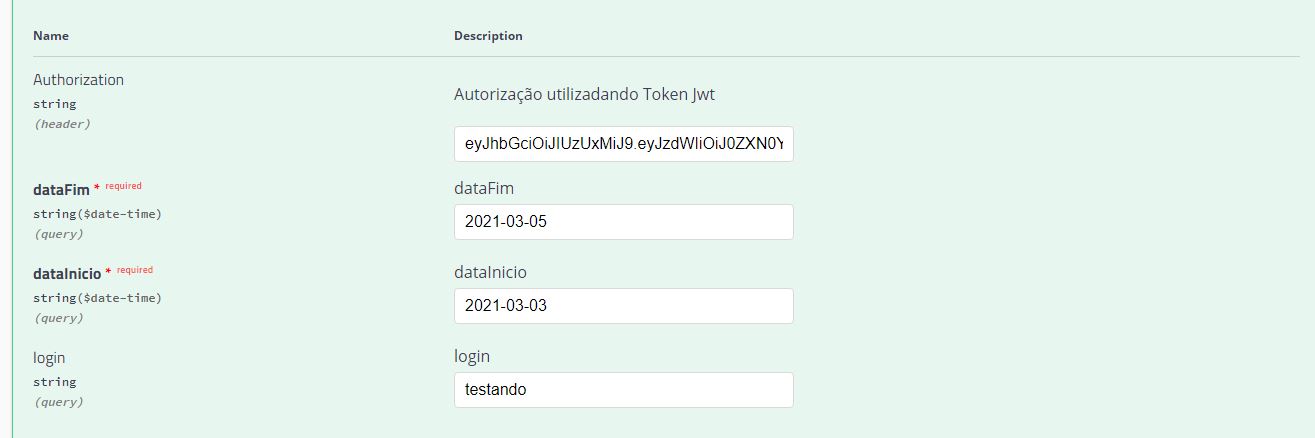 Name Description
Authorization
string
(header)
Autorização utilizadando Token Jwt
eyJhbGciOiJIUzUxMiJ9.eyJzdWIiOiJ0ZXN0Y
dataFim * required
string($date-time)
(query)
dataFim
2021-03-05
dataInicio * required
string($date-time)
(query)
dataInicio
2021-03-03
login
string
(query)
login
testando